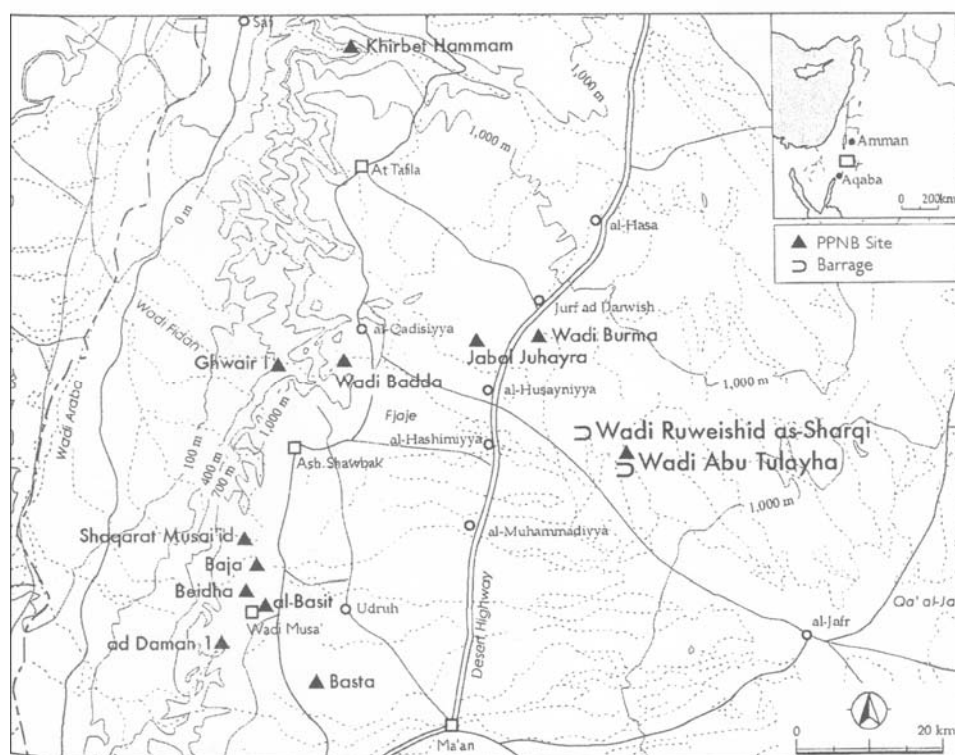 Safi
Khirbet Hammam
1,000 m
1,000 m
Amman
Aqaba
0 200km
At Tafila
al-Hasa
PPNB Site
Barrage
0 m
Wadi Fidan
Jurf ad Darwish
al-Qadisiyya
Wadi Burma
Jabal Juhayra
Ghwair I
Wadi Badda
1,000 m
Wadi Araba
al-Husayniyya
1,000 m
Fjaje
100 m
400 m
700 m
al-Hashimiyya
Wadi Ruweishid as-Sharqi
Ash Shawbak
Wadi Abu Tulayha
1,000 m
Shaqarat Musai'id
al-Muhammadiyya
Baja
Beidha
al-Basit
Wadi Musa'
Udruh
Qa' al-Ja
al-Jafr
ad Daman 1
Desert Highway
Basta
Ma'an
0 20 km